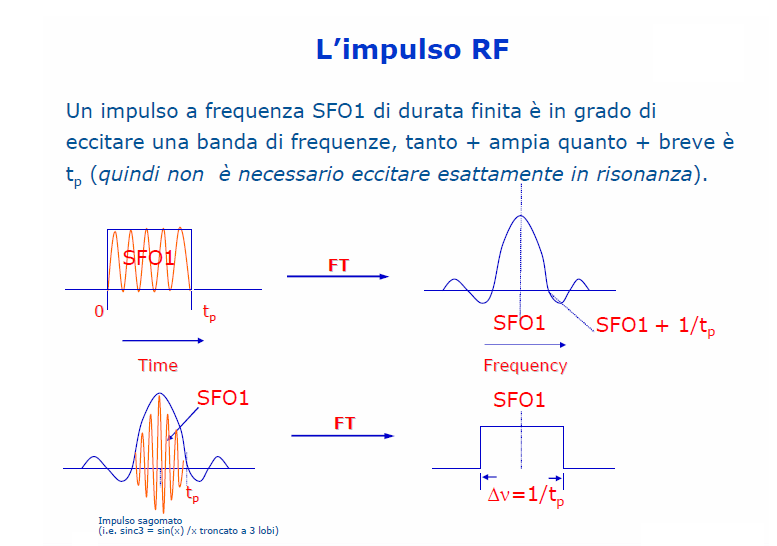 L'impulso RF
Un impulso a frequenza SFO1 di durata finita è in grado di
eccitare una banda di frequenze, tanto + ampia quanto + breve è
tp (quindi non è necessario eccitare esattamente in risonanza).
SFO1
FT
0
tp
SFO1
SFO1 + 1/tp
Time
Frequency
SFO1
SFO1
FT
tp
Δν=1/tp
Impulso sagomato
(i.e. sinc3 = sin(x) /x troncato a 3 lobi)